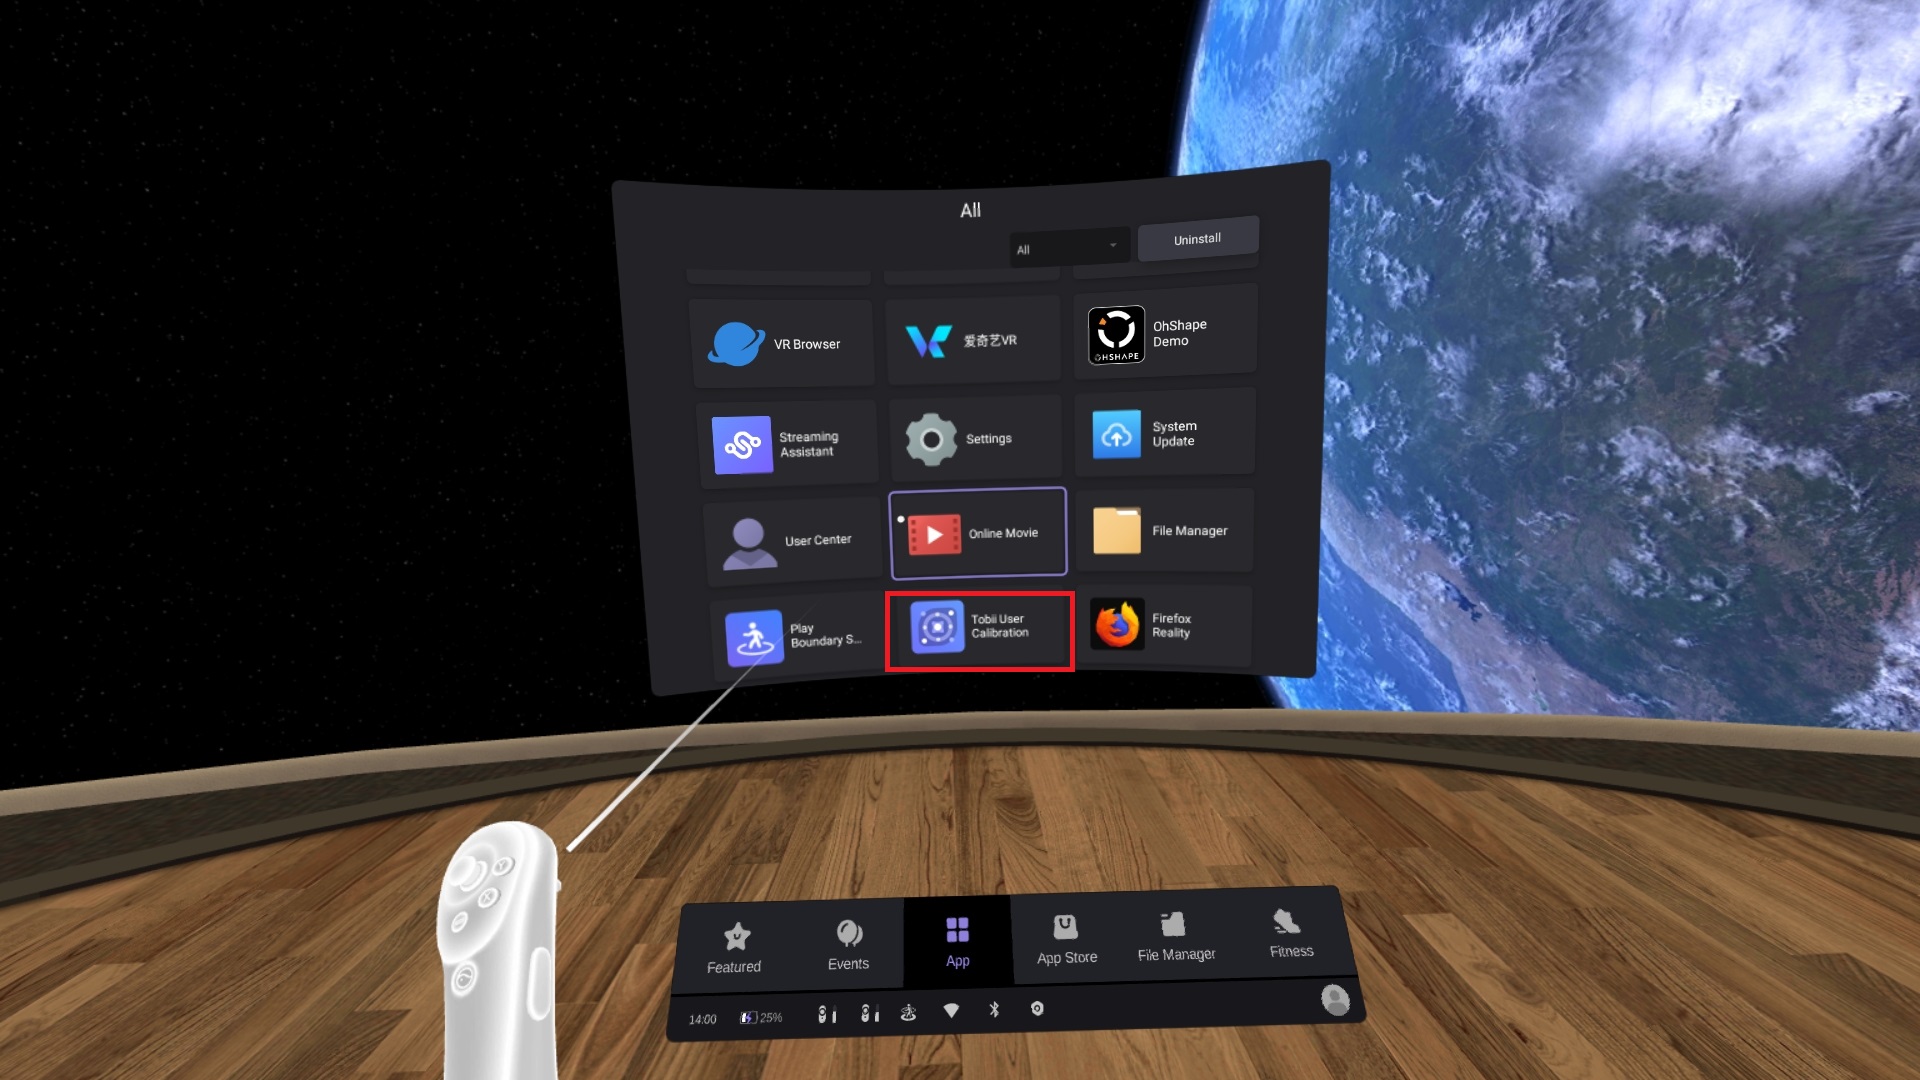 All
All
Uninstall
VR Browser
爱奇艺VR
OHSHAPE
OhShape
Demo
Streaming
Assistant
Settings
System
Update
User Center
Online Movie
File Manager
Play
Boundary S...
Tobii User
Calibration
Firefox
Reality
Featured
Events
App
App Store
File Manager
Fitness
14:00
25%